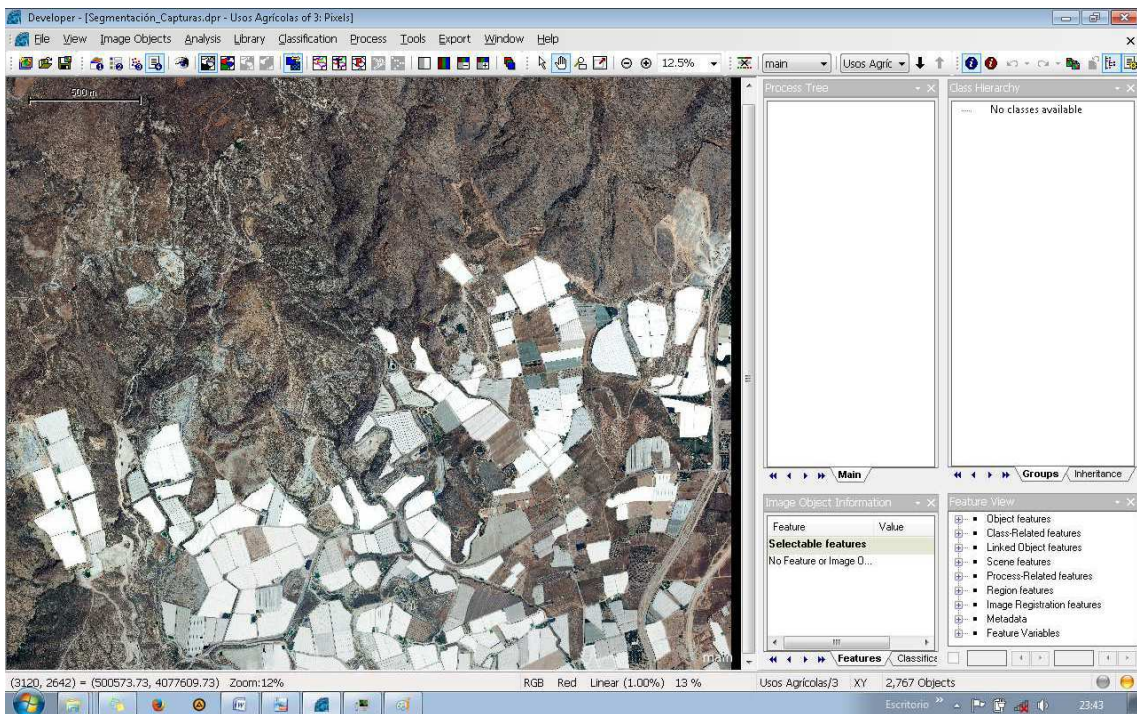 Developer - [Segmentación_Capturas.dpr - Usos Agrícolas of 3: Pixels]
File View Image Objects Analysis Library Classification Process Tools Export Window Help
12.5% main Usos Agríc
500 m
Process Tree
Class Hierarchy
No classes available
Main
Groups Inheritance
Image Object Information
Feature Value
Selectable features
No Feature or Image O...
Features Classifice
Feature View
Object features
Class-Related features
Linked Object features
Scene features
Process-Related features
Region features
Image Registration features
Metadata
Feature Variables
main
(3120, 2642) = (500573.73, 4077609.73) Zoom:12% RGB Red Linear (1.00%) 13 % Usos Agrícolas/3 XY 2,767 Objects
Escritorio » 23:43